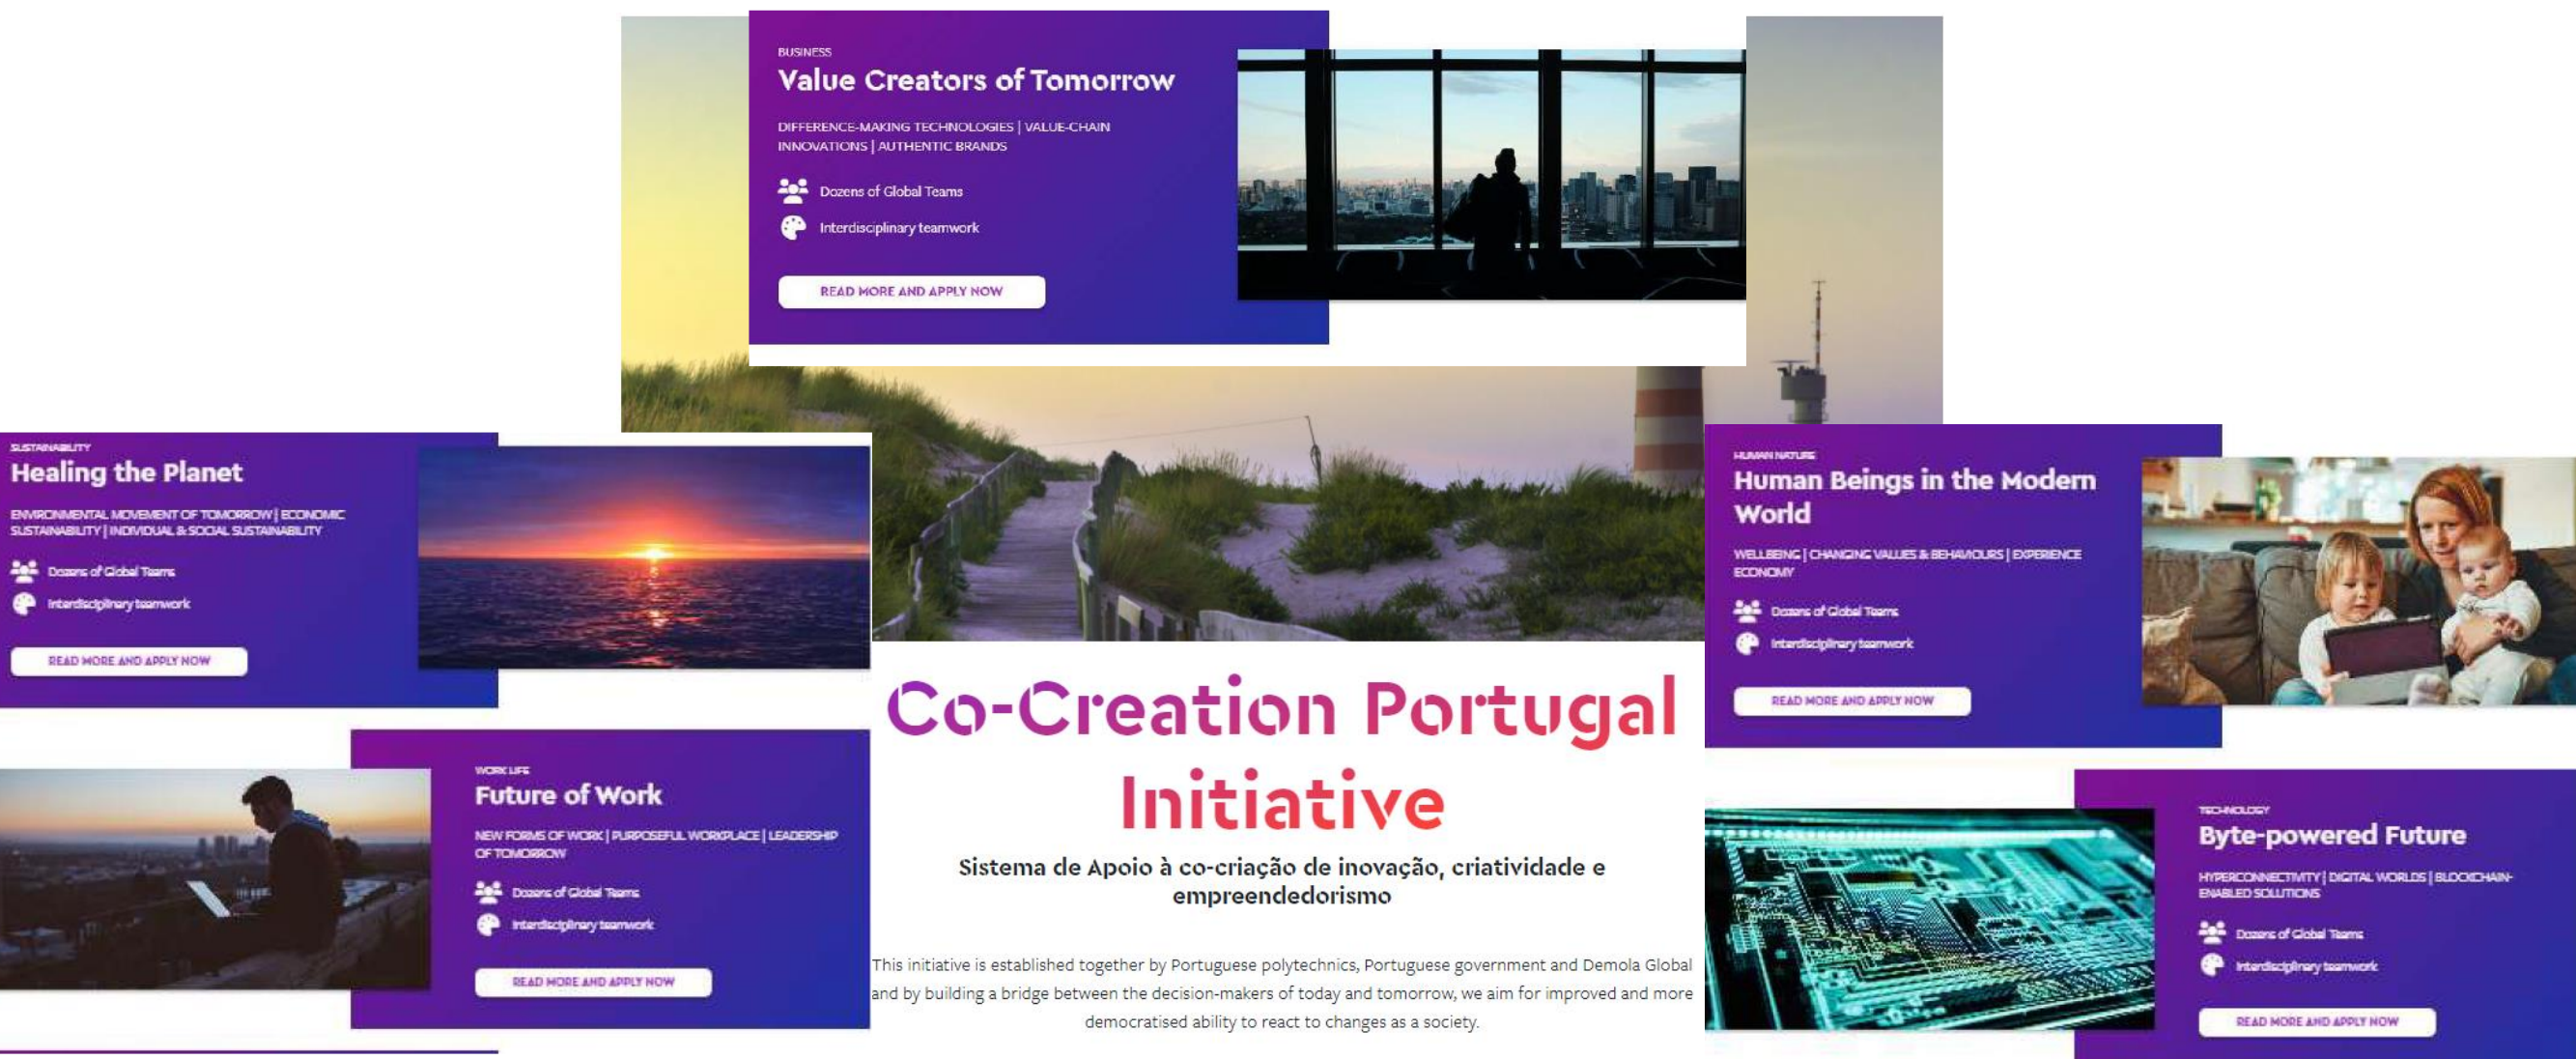 BUSINESS
Value Creators of Tomorrow
DIFFERENCE-MAKING TECHNOLOGIES | VALUE-CHAIN
INNOVATIONS | AUTHENTIC BRANDS
Dozens of Global Teams
Interdisciplinary teamwork
READ MORE AND APPLY NOW
SUSTAINABILITY
Healing the Planet
ENVIRONMENTAL MOVEMENT OF TOMORROW | ECONOMIC
SUSTAINABILITY | INDIVIDUAL & SOCIAL SUSTAINABILITY
Dozens of Global Teams
Interdisciplinary teamwork
READ MORE AND APPLY NOW
WORK LIFE
Future of Work
NEW FORMS OF WORK | PURPOSEFUL WORKPLACE | LEADERSHIP
OF TOMORROW
Dozens of Global Teams
Interdisciplinary teamwork
READ MORE AND APPLY NOW
Co-Creation Portugal
Initiative
Sistema de Apoio à co-criação de inovação, criatividade e
empreendedorismo
This initiative is established together by Portuguese polytechnics, Portuguese government and Demola Global
and by building a bridge between the decision-makers of today and tomorrow, we aim for improved and more
democratised ability to react to changes as a society.
HUMAN NATURE
Human Beings in the Modern
World
WELLBEING | CHANGING VALUES & BEHAVIOURS | EXPERIENCE
ECONOMY
Dozens of Global Teams
Interdisciplinary teamwork
READ MORE AND APPLY NOW
TECHNOLOGY
Byte-powered Future
HYPERCONNECTIVITY | DIGITAL WORLDS | BLOCKCHAIN-
ENABLED SOLUTIONS
Dozens of Global Teams
Interdisciplinary teamwork
READ MORE AND APPLY NOW